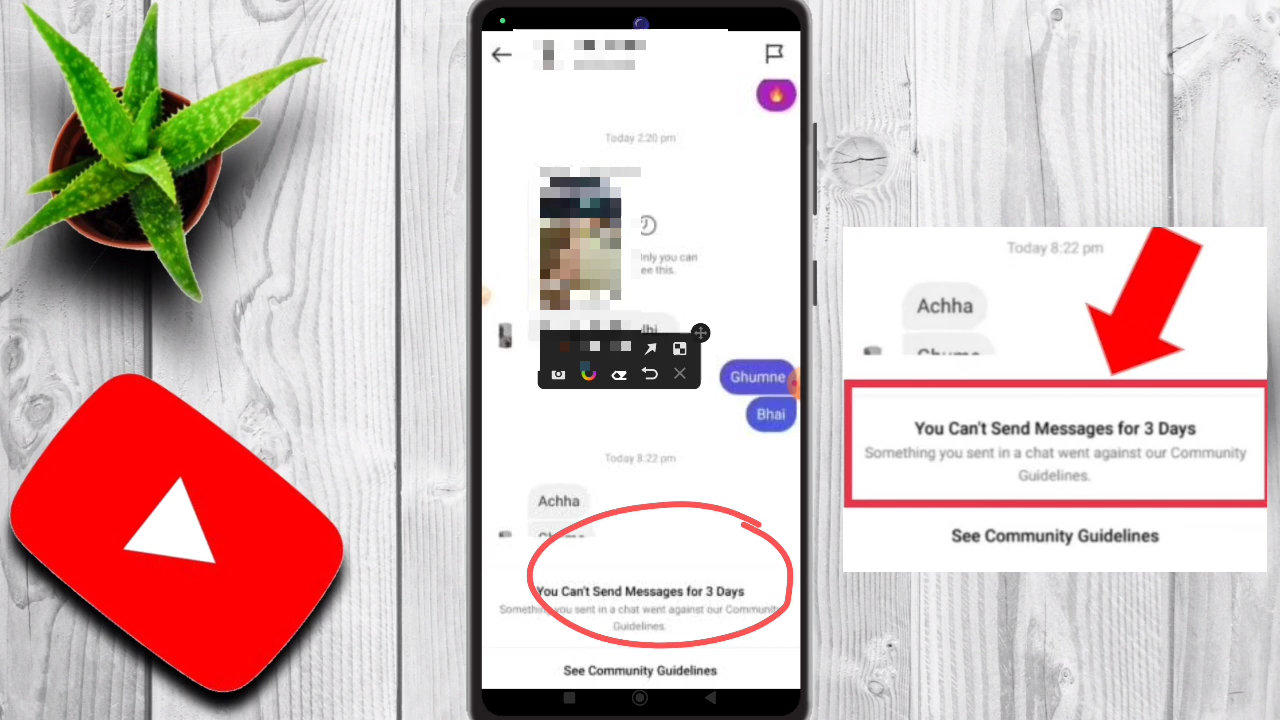 Today 2:20 pm
Only you can
see this.
Ghumne
Bhai
Today 8:22 pm
Achha
You Can't Send Messages for 3 Days
Something you sent in a chat went against our Community
Guidelines.
See Community Guidelines
Today 8:22 pm
Achha
You Can't Send Messages for 3 Days
Something you sent in a chat went against our Community
Guidelines.
See Community Guidelines